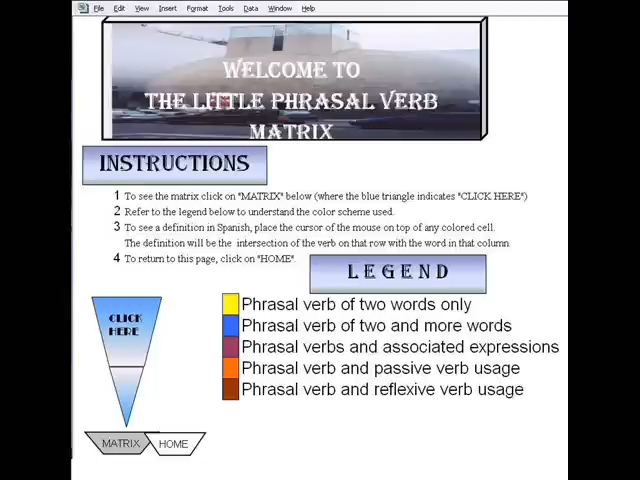 File Edit View Insert Format Tools Data Window Help
WELCOME TO
THE LITTLE PHRASAL VERB
MATRIX
INSTRUCTIONS
1 To see the matrix click on "MATRIX" below (where the blue triangle indicates "CLICK HERE")
2 Refer to the legend below to understand the color scheme used.
3 To see a definition in Spanish, place the cursor of the mouse on top of any colored cell.
The definition will be the intersection of the verb on that row with the word in that column
4 To return to this page, click on "HOME".
LEGEND
CLICK
HERE
Phrasal verb of two words only
Phrasal verb of two and more words
Phrasal verbs and associated expressions
Phrasal verb and passive verb usage
Phrasal verb and reflexive verb usage
MATRIX HOME